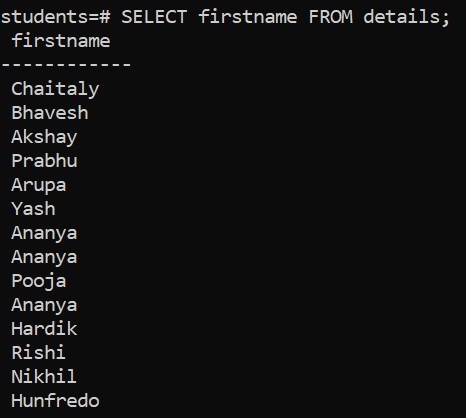 students=# SELECT firstname FROM details;
firstname
------------
Chaitaly
Bhavesh
Akshay
Prabhu
Arupa
Yash
Ananya
Ananya
Pooja
Ananya
Hardik
Rishi
Nikhil
Hunfredo